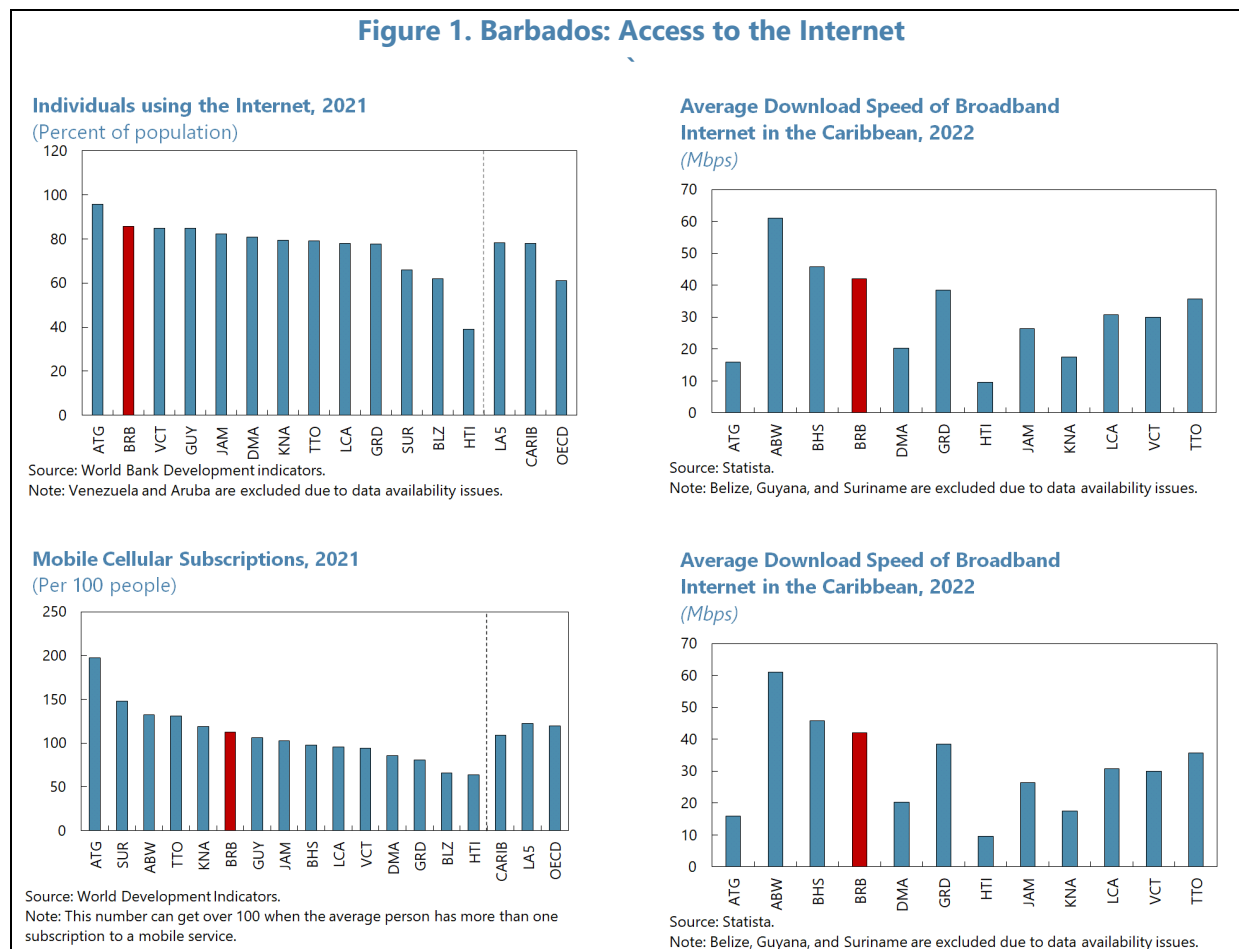 Figure 1. Barbados: Access to the Internet
`
Individuals using the Internet, 2021
(Percent of population)
120
100
80
60
40
20
0
ATG BRB VCT GUY JAM DMA KNA TTO LCA GRD SUR BLZ HTI LA5 CARIB OECD
Source: World Bank Development indicators.
Note: Venezuela and Aruba are excluded due to data availability issues.
Average Download Speed of Broadband
Internet in the Caribbean, 2022
(Mbps)
70
60
50
40
30
20
10
0
ATG ABW BHS BRB DMA GRD HTI JAM KNA LCA VCT TTO
Source: Statista.
Note: Belize, Guyana, and Suriname are excluded due to data availability issues.
Mobile Cellular Subscriptions, 2021
(Per 100 people)
250
200
150
100
50
0
ATG SUR ABW TTO KNA BRB GUY JAM BHS LCA VCT DMA GRD BLZ HTI CARIB LA5 OECD
Source: World Development Indicators.
Note: This number can get over 100 when the average person has more than one
subscription to a mobile service.
Average Download Speed of Broadband
Internet in the Caribbean, 2022
(Mbps)
70
60
50
40
30
20
10
0
ATG ABW BHS BRB DMA GRD HTI JAM KNA LCA VCT TTO
Source: Statista.
Note: Belize, Guyana, and Suriname are excluded due to data availability issues.